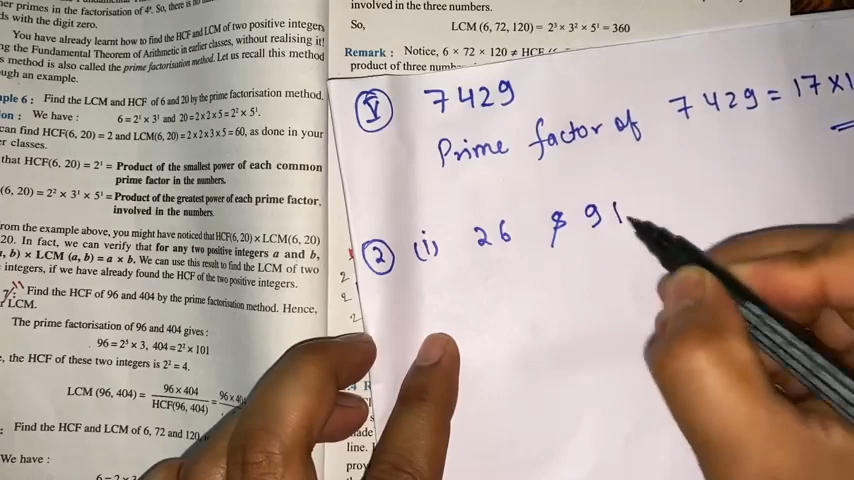 her primes in the factorisation of 4ⁿ. So, there is no
ds with the digit zero.
You have already learnt how to find the HCF and LCM of two positive integers
ng the Fundamental Theorem of Arithmetic in earlier classes, without realising it!
s method is also called the prime factorisation method. Let us recall this method
ough an example.
ple 6 : Find the LCM and HCF of 6 and 20 by the prime factorisation method.
on : We have : 6 = 2¹ × 3¹ and 20 = 2 × 2 × 5 = 2² × 5¹.
can find HCF(6, 20) = 2 and LCM(6, 20) = 2 × 2 × 3 × 5 = 60, as done in your
er classes.
that HCF(6, 20) = 2¹ = Product of the smallest power of each common
prime factor in the numbers.
(6, 20) = 2² × 3¹ × 5¹ = Product of the greatest power of each prime factor,
involved in the numbers.
rom the example above, you might have noticed that HCF(6, 20) × LCM(6, 20)
20. In fact, we can verify that for any two positive integers a and b,
, b) × LCM (a, b) = a × b. We can use this result to find the LCM of two
integers, if we have already found the HCF of the two positive integers.
7 : Find the HCF of 96 and 404 by the prime factorisation method. Hence,
LCM.
The prime factorisation of 96 and 404 gives :
96 = 2⁵ × 3, 404 = 2² × 101
, the HCF of these two integers is 2² = 4.
LCM (96, 404) = 96 × 404 / HCF(96, 404) = 96 × 404
: Find the HCF and LCM of 6, 72 and 120
We have :
6 = 2
involved in the three numbers.
So, LCM (6, 72, 120) = 2³ × 3² × 5¹ = 360
Remark : Notice, 6 × 72 × 120 ≠ HCF (6
product of three numb
(V) 7429
Prime factor of 7429 = 17 × 1
(2) (i) 26 & 91
2
2
2
line.